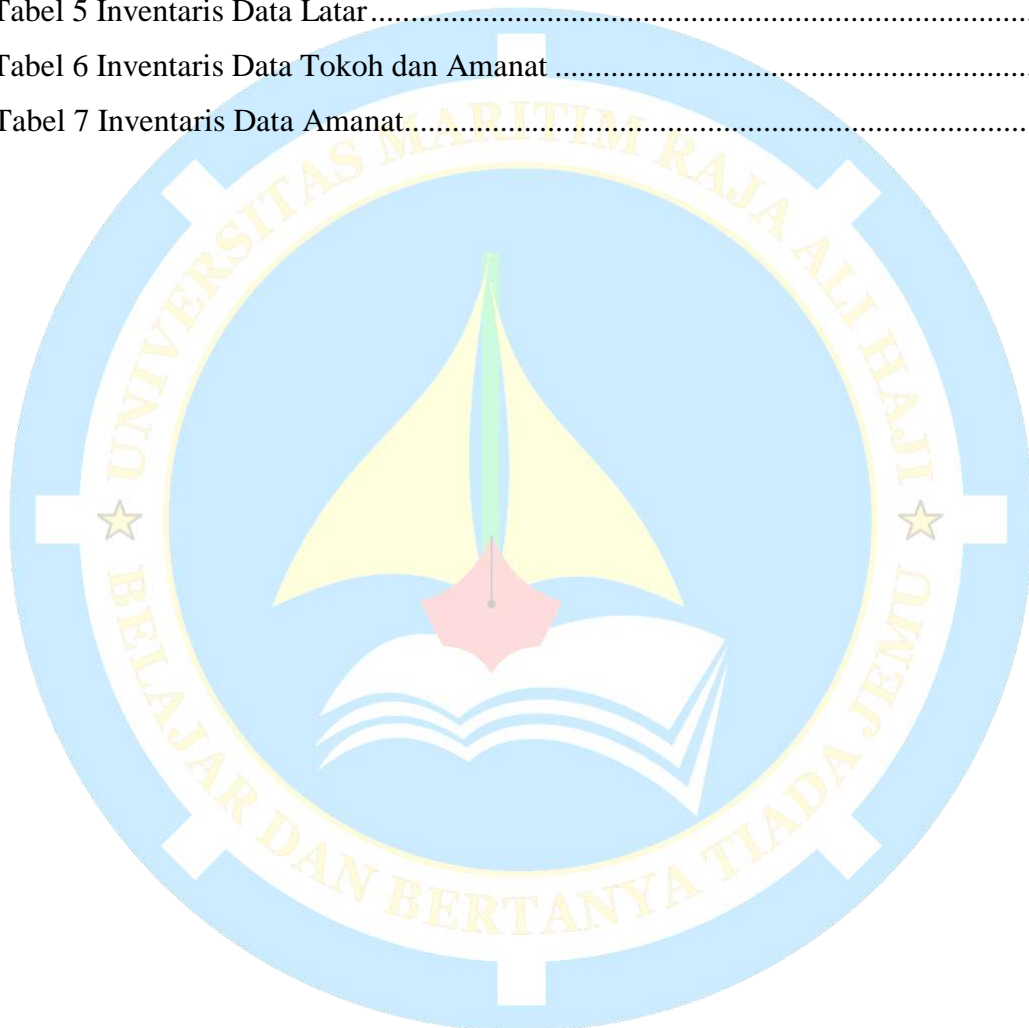 Tabel 5 Inventaris Data Latar................................................................................
Tabel 6 Inventaris Data Tokoh dan Amanat ..........................................................
Tabel 7 Inventaris Data Amanat............................................................................
UNIVERSITAS MARITIM RAJA ALI HAJI
BELAJAR DAN BERTANYA TIADA JEMU